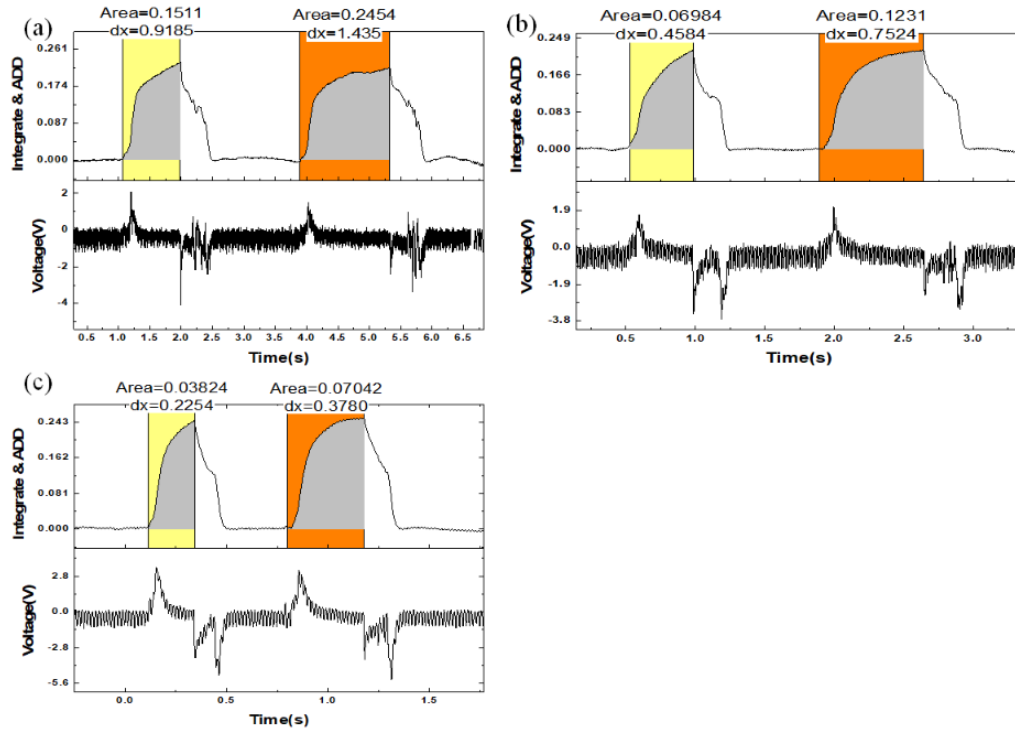 (a)
Area=0.1511 Area=0.2454
dx=0.9185 dx=1.435
Integrate & ADD
0.261
0.174
0.087
0.000
Voltage(V)
2
0
-2
-4
0.5 1.0 1.5 2.0 2.5 3.0 3.5 4.0 4.5 5.0 5.5 6.0 6.5
Time(s)
(b)
Area=0.06984 Area=0.1231
dx=0.4584 dx=0.7524
Integrate & ADD
0.249
0.166
0.083
0.000
Voltage(V)
1.9
0.0
-1.9
-3.8
0.5 1.0 1.5 2.0 2.5 3.0
Time(s)
(c)
Area=0.03824 Area=0.07042
dx=0.2254 dx=0.3780
Integrate & ADD
0.243
0.162
0.081
0.000
Voltage(V)
2.8
0.0
-2.8
-5.6
0.0 0.5 1.0 1.5
Time(s)